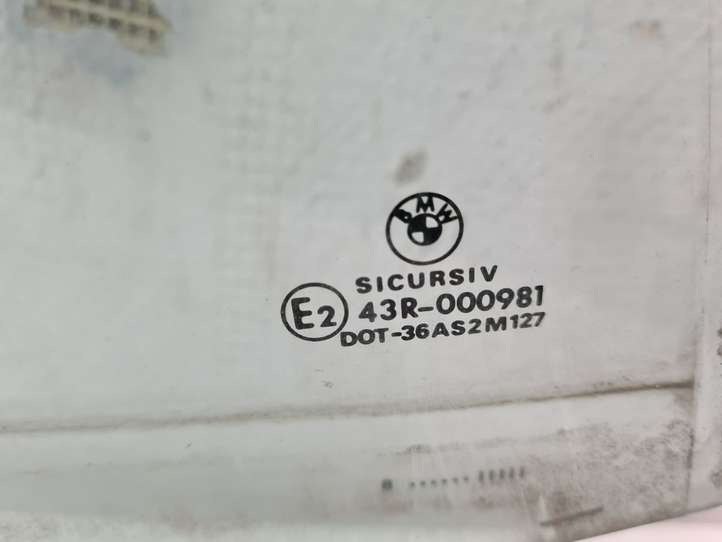 BMW
SICURSIV
E2 43R-000981
DOT-36AS2M127